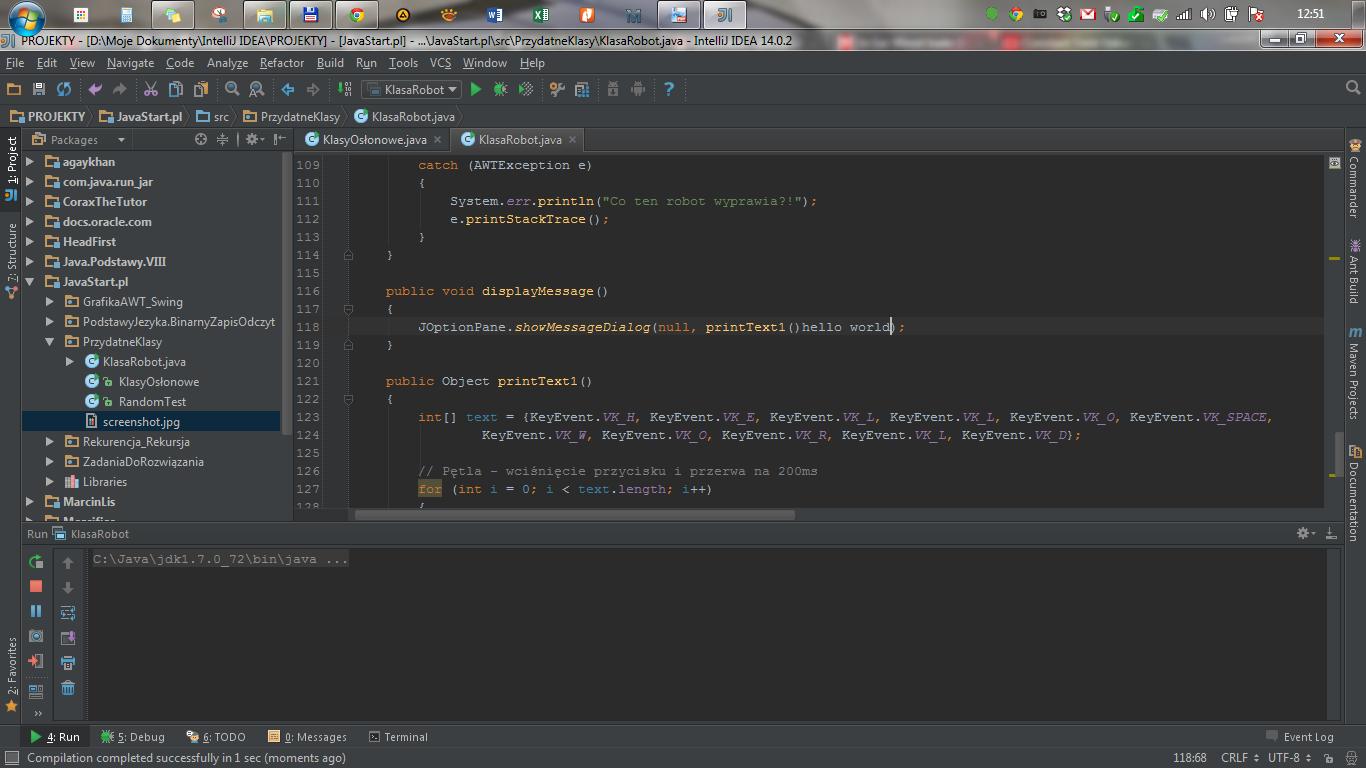 12:51
PROJEKTY - [D:\Moje Dokumenty\IntelliJ IDEA\PROJEKTY] - [JavaStart.pl] - ...\JavaStart.pl\src\PrzydatneKlasy\KlasaRobot.java - IntelliJ IDEA 14.0.2
File Edit View Navigate Code Analyze Refactor Build Run Tools VCS Window Help
KlasaRobot
PROJEKTY JavaStart.pl src PrzydatneKlasy KlasaRobot.java
Packages
KlasyOsłonowe.java
KlasaRobot.java
1: Project
7: Structure
2: Favorites
agaykhan
com.java.run_jar
CoraxTheTutor
docs.oracle.com
HeadFirst
Java.Podstawy.VIII
JavaStart.pl
GrafikaAWT_Swing
PodstawyJezyka.BinarnyZapisOdczyt
PrzydatneKlasy
KlasaRobot.java
KlasyOsłonowe
RandomTest
screenshot.jpg
Rekurencja_Rekursja
ZadaniaDoRozwiązania
Libraries
MarcinLis
109 catch (AWTException e)
110 {
111 System.err.println("Co ten robot wyprawia?!");
112 e.printStackTrace();
113 }
114 }
115
116 public void displayMessage()
117 {
118 JOptionPane.showMessageDialog(null, printText1()hello world);
119 }
120
121 public Object printText1()
122 {
123 int[] text = {KeyEvent.VK_H, KeyEvent.VK_E, KeyEvent.VK_L, KeyEvent.VK_L, KeyEvent.VK_O, KeyEvent.VK_SPACE,
124 KeyEvent.VK_W, KeyEvent.VK_O, KeyEvent.VK_R, KeyEvent.VK_L, KeyEvent.VK_D};
125
126 // Pętla - wciśnięcie przycisku i przerwa na 200ms
127 for (int i = 0; i < text.length; i++)
128 {
Commander
Ant Build
Maven Projects
Documentation
Run KlasaRobot
C:\Java\jdk1.7.0_72\bin\java ...
4: Run 5: Debug 6: TODO 0: Messages Terminal Event Log
Compilation completed successfully in 1 sec (moments ago) 118:68 CRLF UTF-8